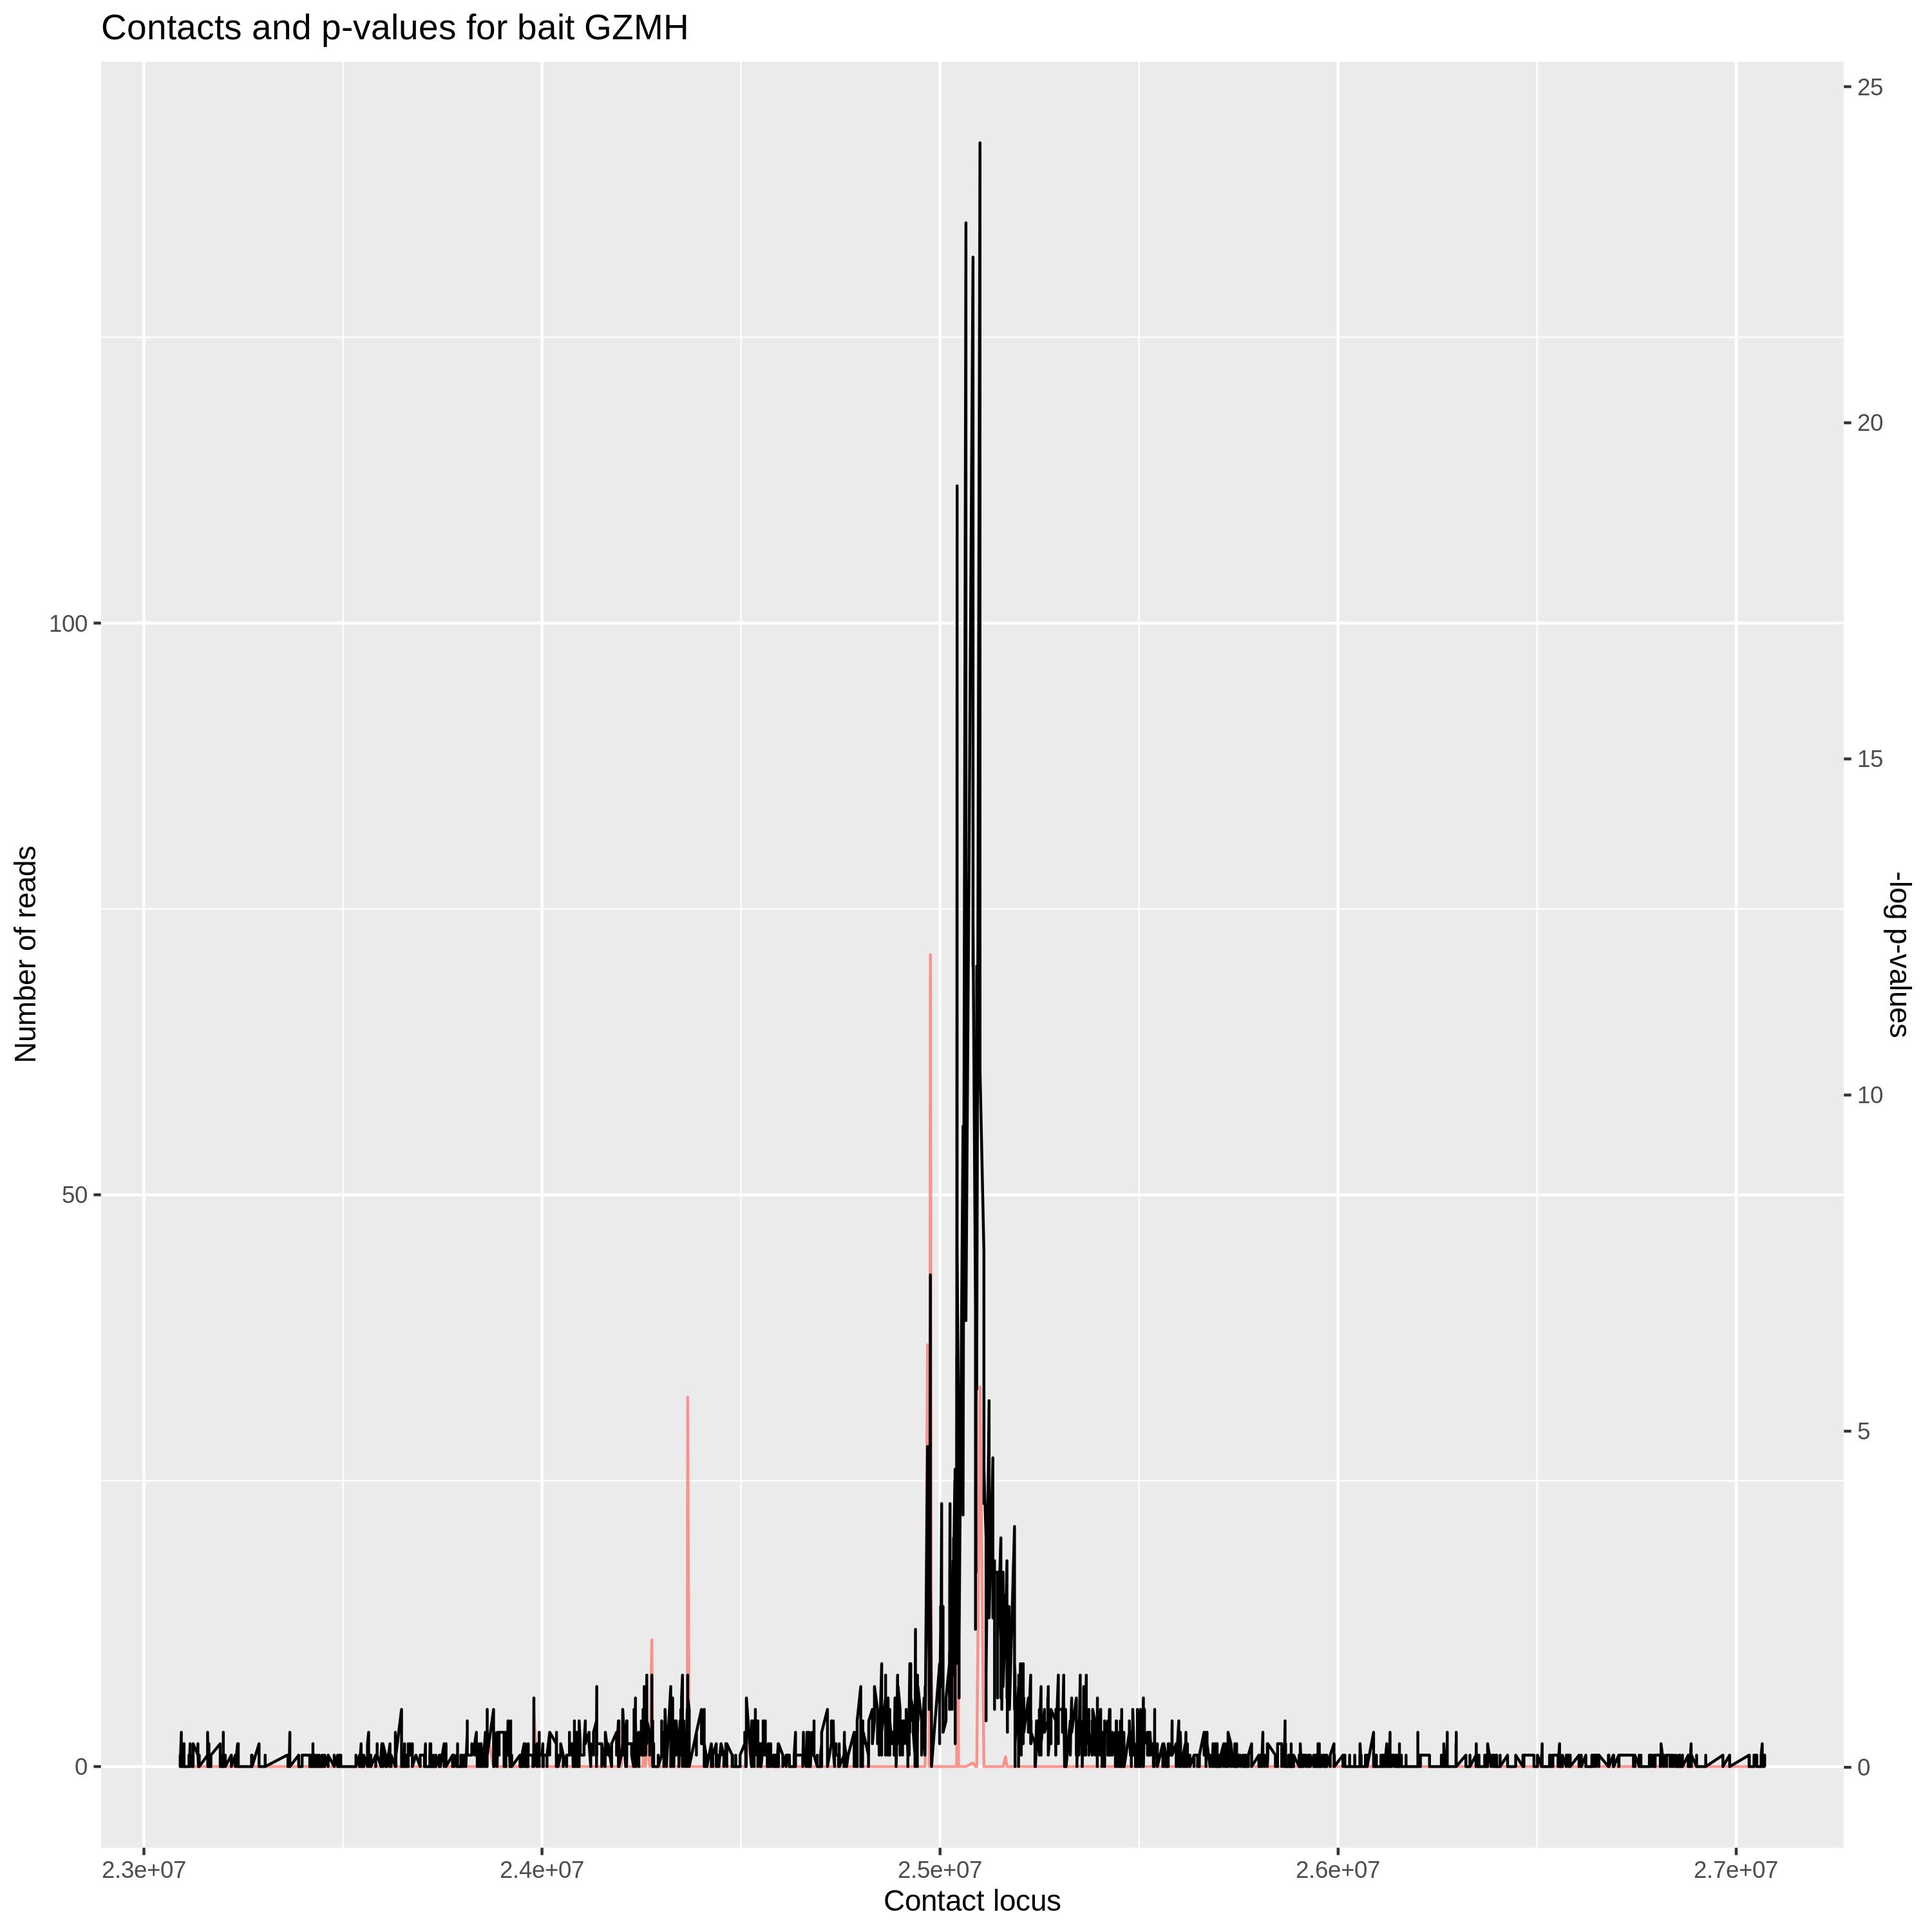 Contacts and p-values for bait GZMH
25
20
15
10
5
0
100
50
0
Number of reads
-log p-values
2.3e+07 2.4e+07 2.5e+07 2.6e+07 2.7e+07
Contact locus